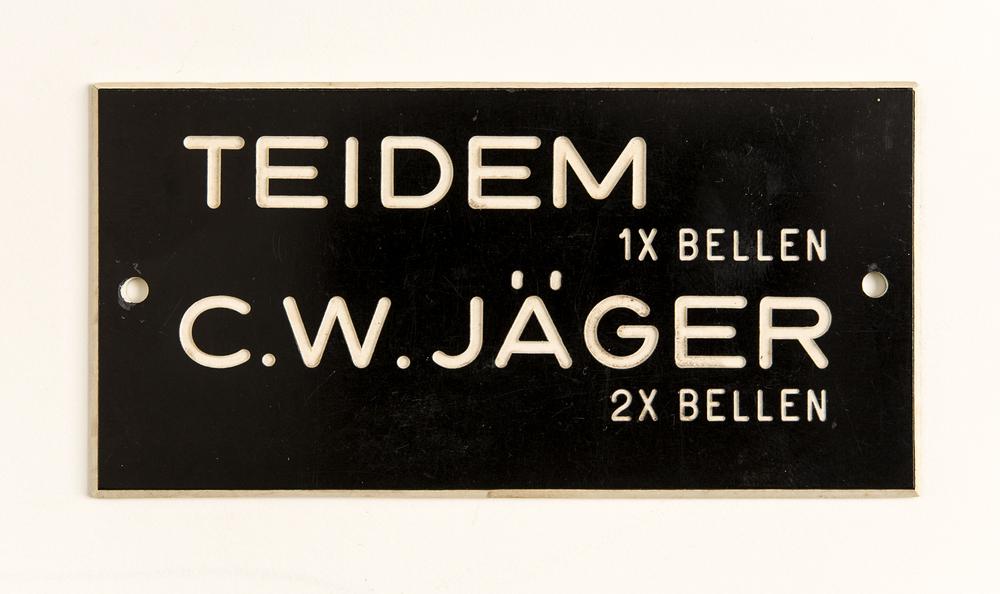 TEIDEM
1X BELLEN
C.W. JÄGER
2X BELLEN